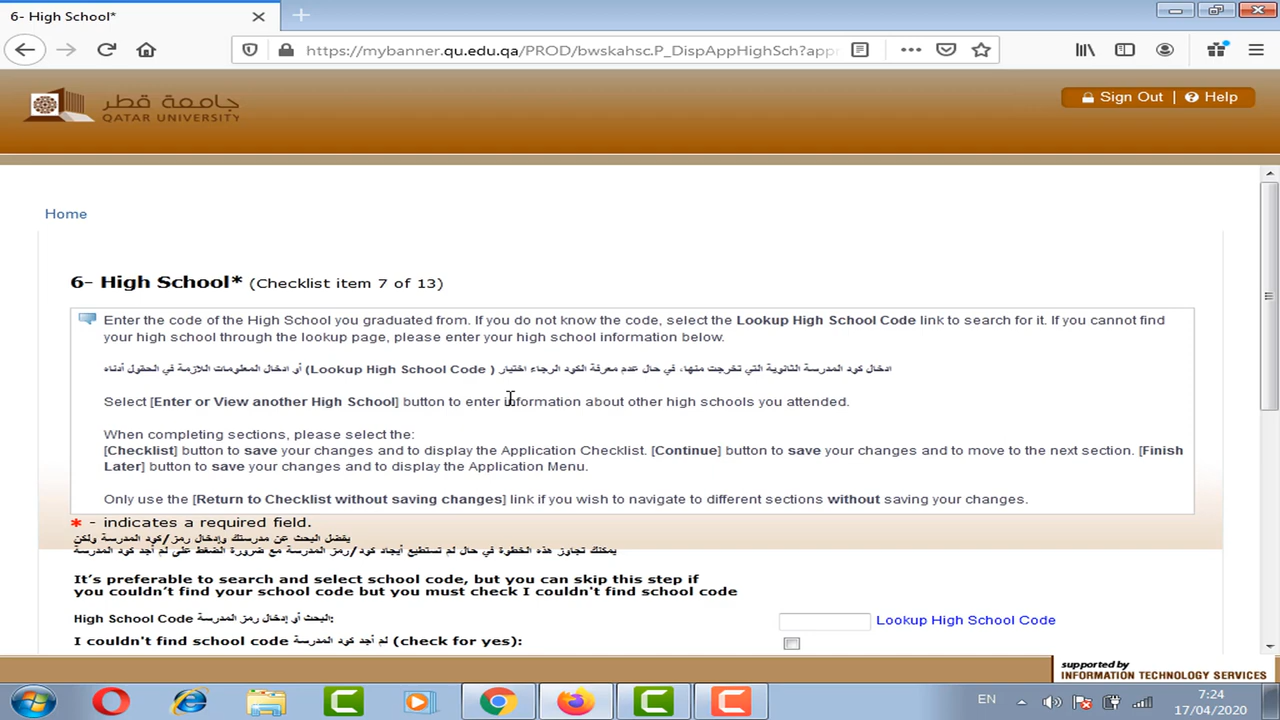 6- High School*
https://mybanner.qu.edu.qa/PROD/bwskahsc.P_DispAppHighSch?appr
جامعة قطر
QATAR UNIVERSITY
Sign Out | Help
Home
6- High School* (Checklist item 7 of 13)
Enter the code of the High School you graduated from. If you do not know the code, select the Lookup High School Code link to search for it. If you cannot find
your high school through the lookup page, please enter your high school information below.
ادخال كود المدرسة الثانوية التي تخرجت منها، في حال عدم معرفة الكود الرجاء اختيار ( Lookup High School Code) أو ادخال المعلومات اللازمة في الحقول أدناه
Select [Enter or View another High School] button to enter information about other high schools you attended.
When completing sections, please select the:
[Checklist] button to save your changes and to display the Application Checklist. [Continue] button to save your changes and to move to the next section. [Finish
Later] button to save your changes and to display the Application Menu.
Only use the [Return to Checklist without saving changes] link if you wish to navigate to different sections without saving your changes.
* - indicates a required field.
يفضل البحث عن مدرستك وإدخال رمز/كود المدرسة ولكن
يمكنك تجاوز هذه الخطوة في حال لم تستطيع أيجاد كود/رمز المدرسة مع ضرورة الضغط على لم أجد كود المدرسة
It's preferable to search and select school code, but you can skip this step if
you couldn't find your school code but you must check I couldn't find school code
High School Code البحث أو إدخال رمز المدرسة:
Lookup High School Code
I couldn't find school code لم أجد كود المدرسة (check for yes):
supported by
INFORMATION TECHNOLOGY SERVICES
EN
7:24
17/04/2020